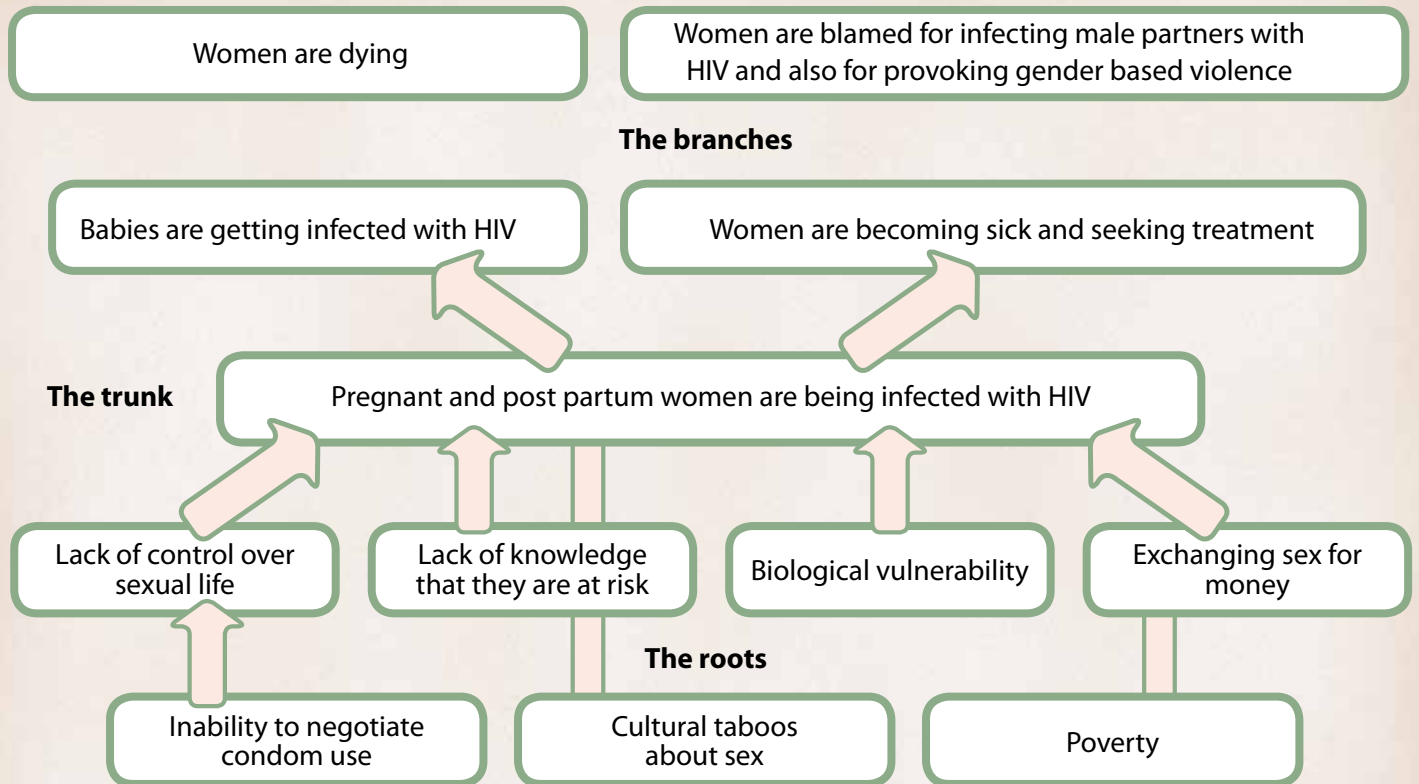 Women are dying
Women are blamed for infecting male partners with
HIV and also for provoking gender based violence
The branches
Babies are getting infected with HIV
Women are becoming sick and seeking treatment
The trunk
Pregnant and post partum women are being infected with HIV
Lack of control over
sexual life
Lack of knowledge
that they are at risk
Biological vulnerability
Exchanging sex for
money
The roots
Inability to negotiate
condom use
Cultural taboos
about sex
Poverty